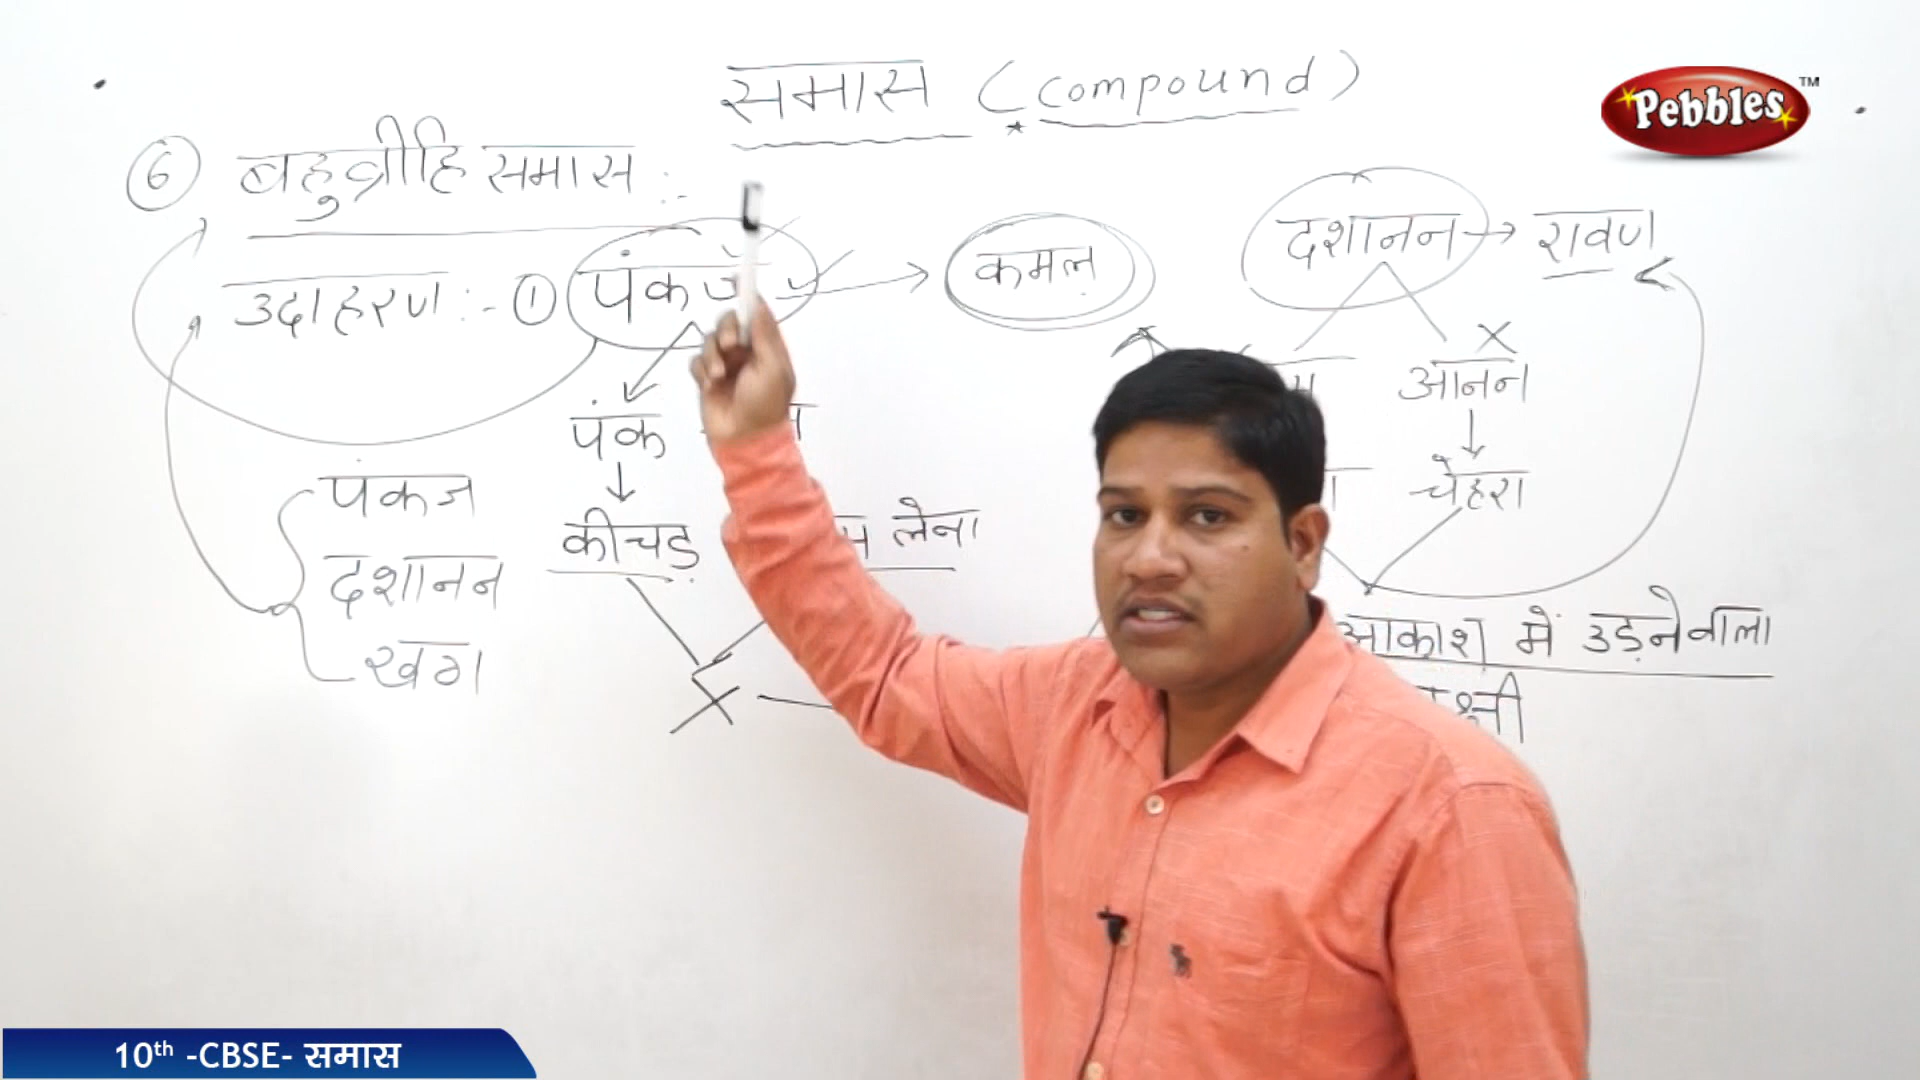 समास (compound)
Pebbles™
6 बहुव्रीहि समास :-
उदाहरण :- 1 पंकज → कमल
दशानन → रावण
पंक
कीचड़
लेना
आनन
चेहरा
पंकज
दशानन
खग
आकाश में उड़नेवाला
10th -CBSE- समास